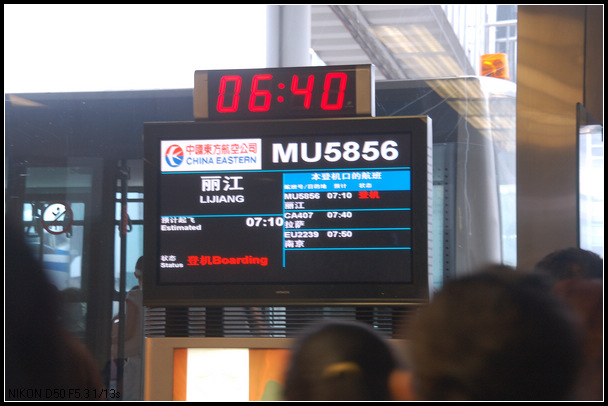 06:40
中國東方航空公司
CHINA EASTERN
MU5856
丽江
LIJIANG
预计起飞
Estimated
07:10
状态
Status
登机Boarding
本登机口的航班
航班号/目的地 预计 状态
MU5856 07:10 登机
丽江
CA407 07:40
拉萨
EU2239 07:50
南京
NIKON D50 F5.3 1/13s